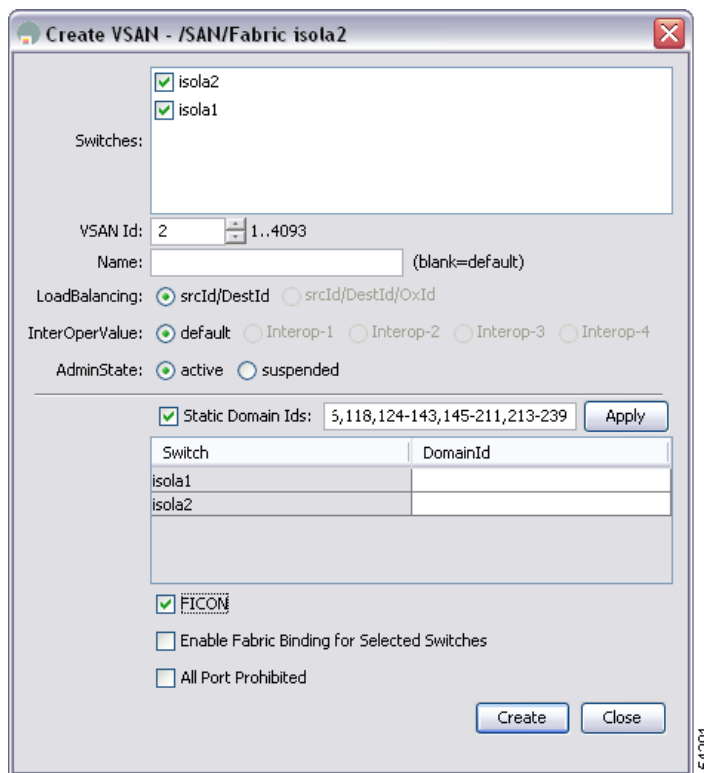 Create VSAN - /SAN/Fabric isola2
isola2
isola1
Switches:
VSAN Id: 2 1..4093
Name: (blank=default)
LoadBalancing: srcId/DestId srcId/DestId/OxId
InterOperValue: default Interop-1 Interop-2 Interop-3 Interop-4
AdminState: active suspended
Static Domain Ids: ,118,124-143,145-211,213-239 Apply
Switch DomainId
isola1
isola2
FICON
Enable Fabric Binding for Selected Switches
All Port Prohibited
Create Close